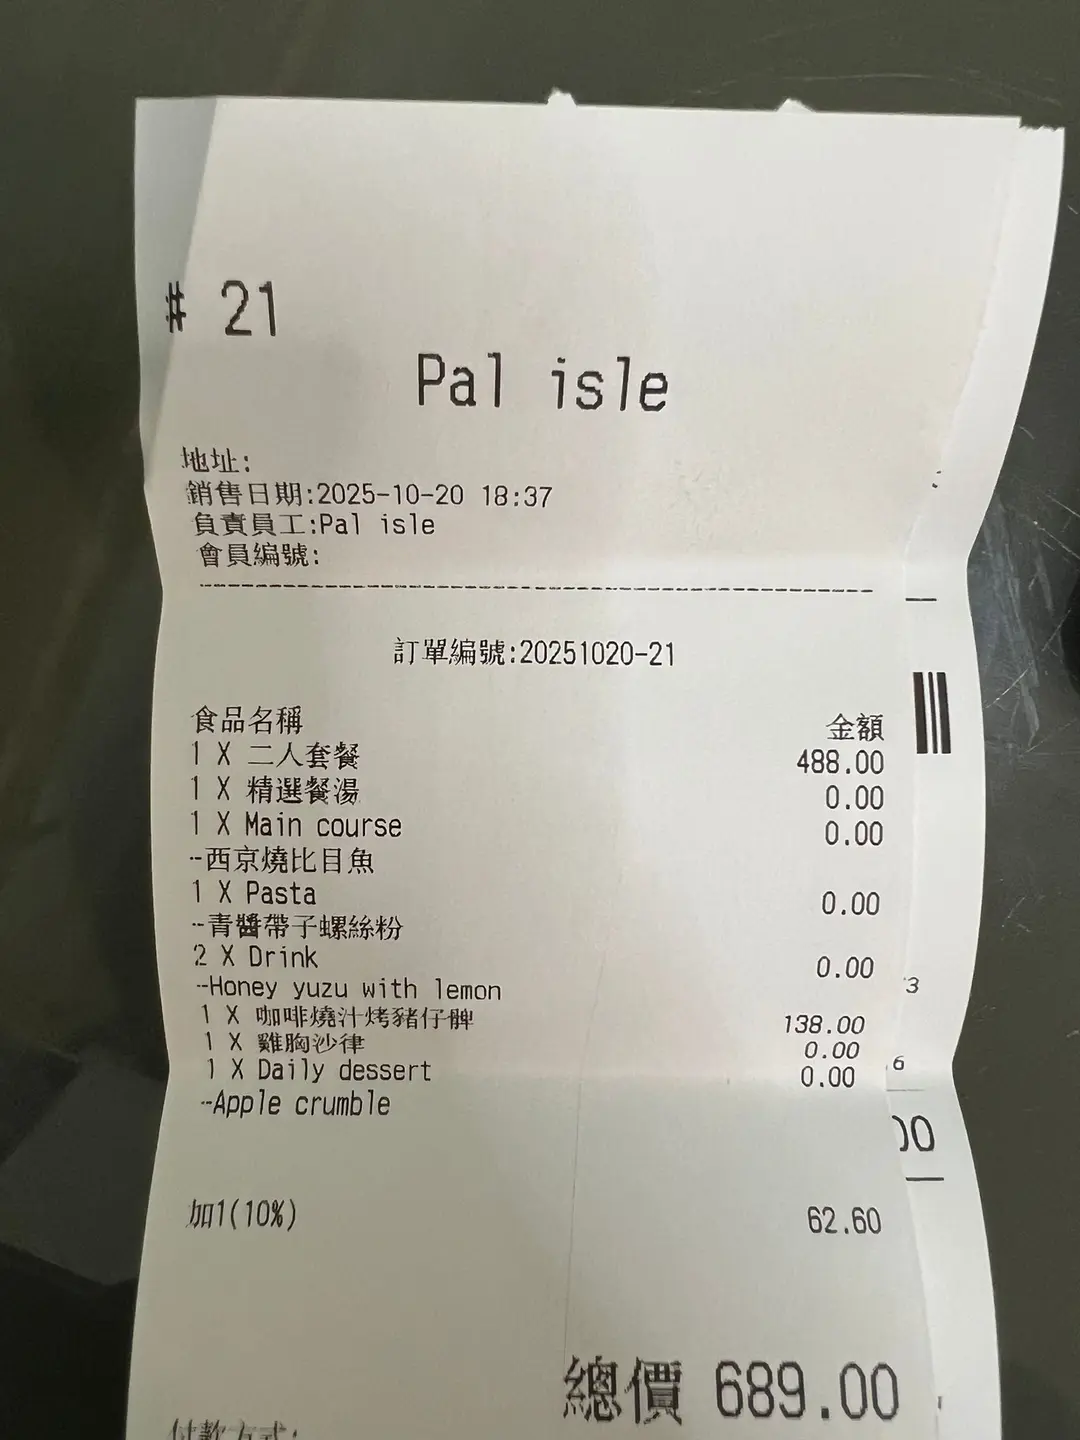 # 21
Pal isle
地址:
銷售日期:2025-10-20 18:37
負責員工:Pal isle
會員編號:
訂單編號:20251020-21
食品名稱 金額
1 X 二人套餐 488.00
1 X 精選餐湯 0.00
1 X Main course 0.00
--西京燒比目魚
1 X Pasta 0.00
--青醬帶子螺絲粉
2 X Drink 0.00
--Honey yuzu with lemon
1 X 咖啡燒汁烤豬仔髀 138.00
1 X 雞胸沙律 0.00
1 X Daily dessert 0.00
--Apple crumble
加1(10%) 62.60
總價 689.00
付款方式: